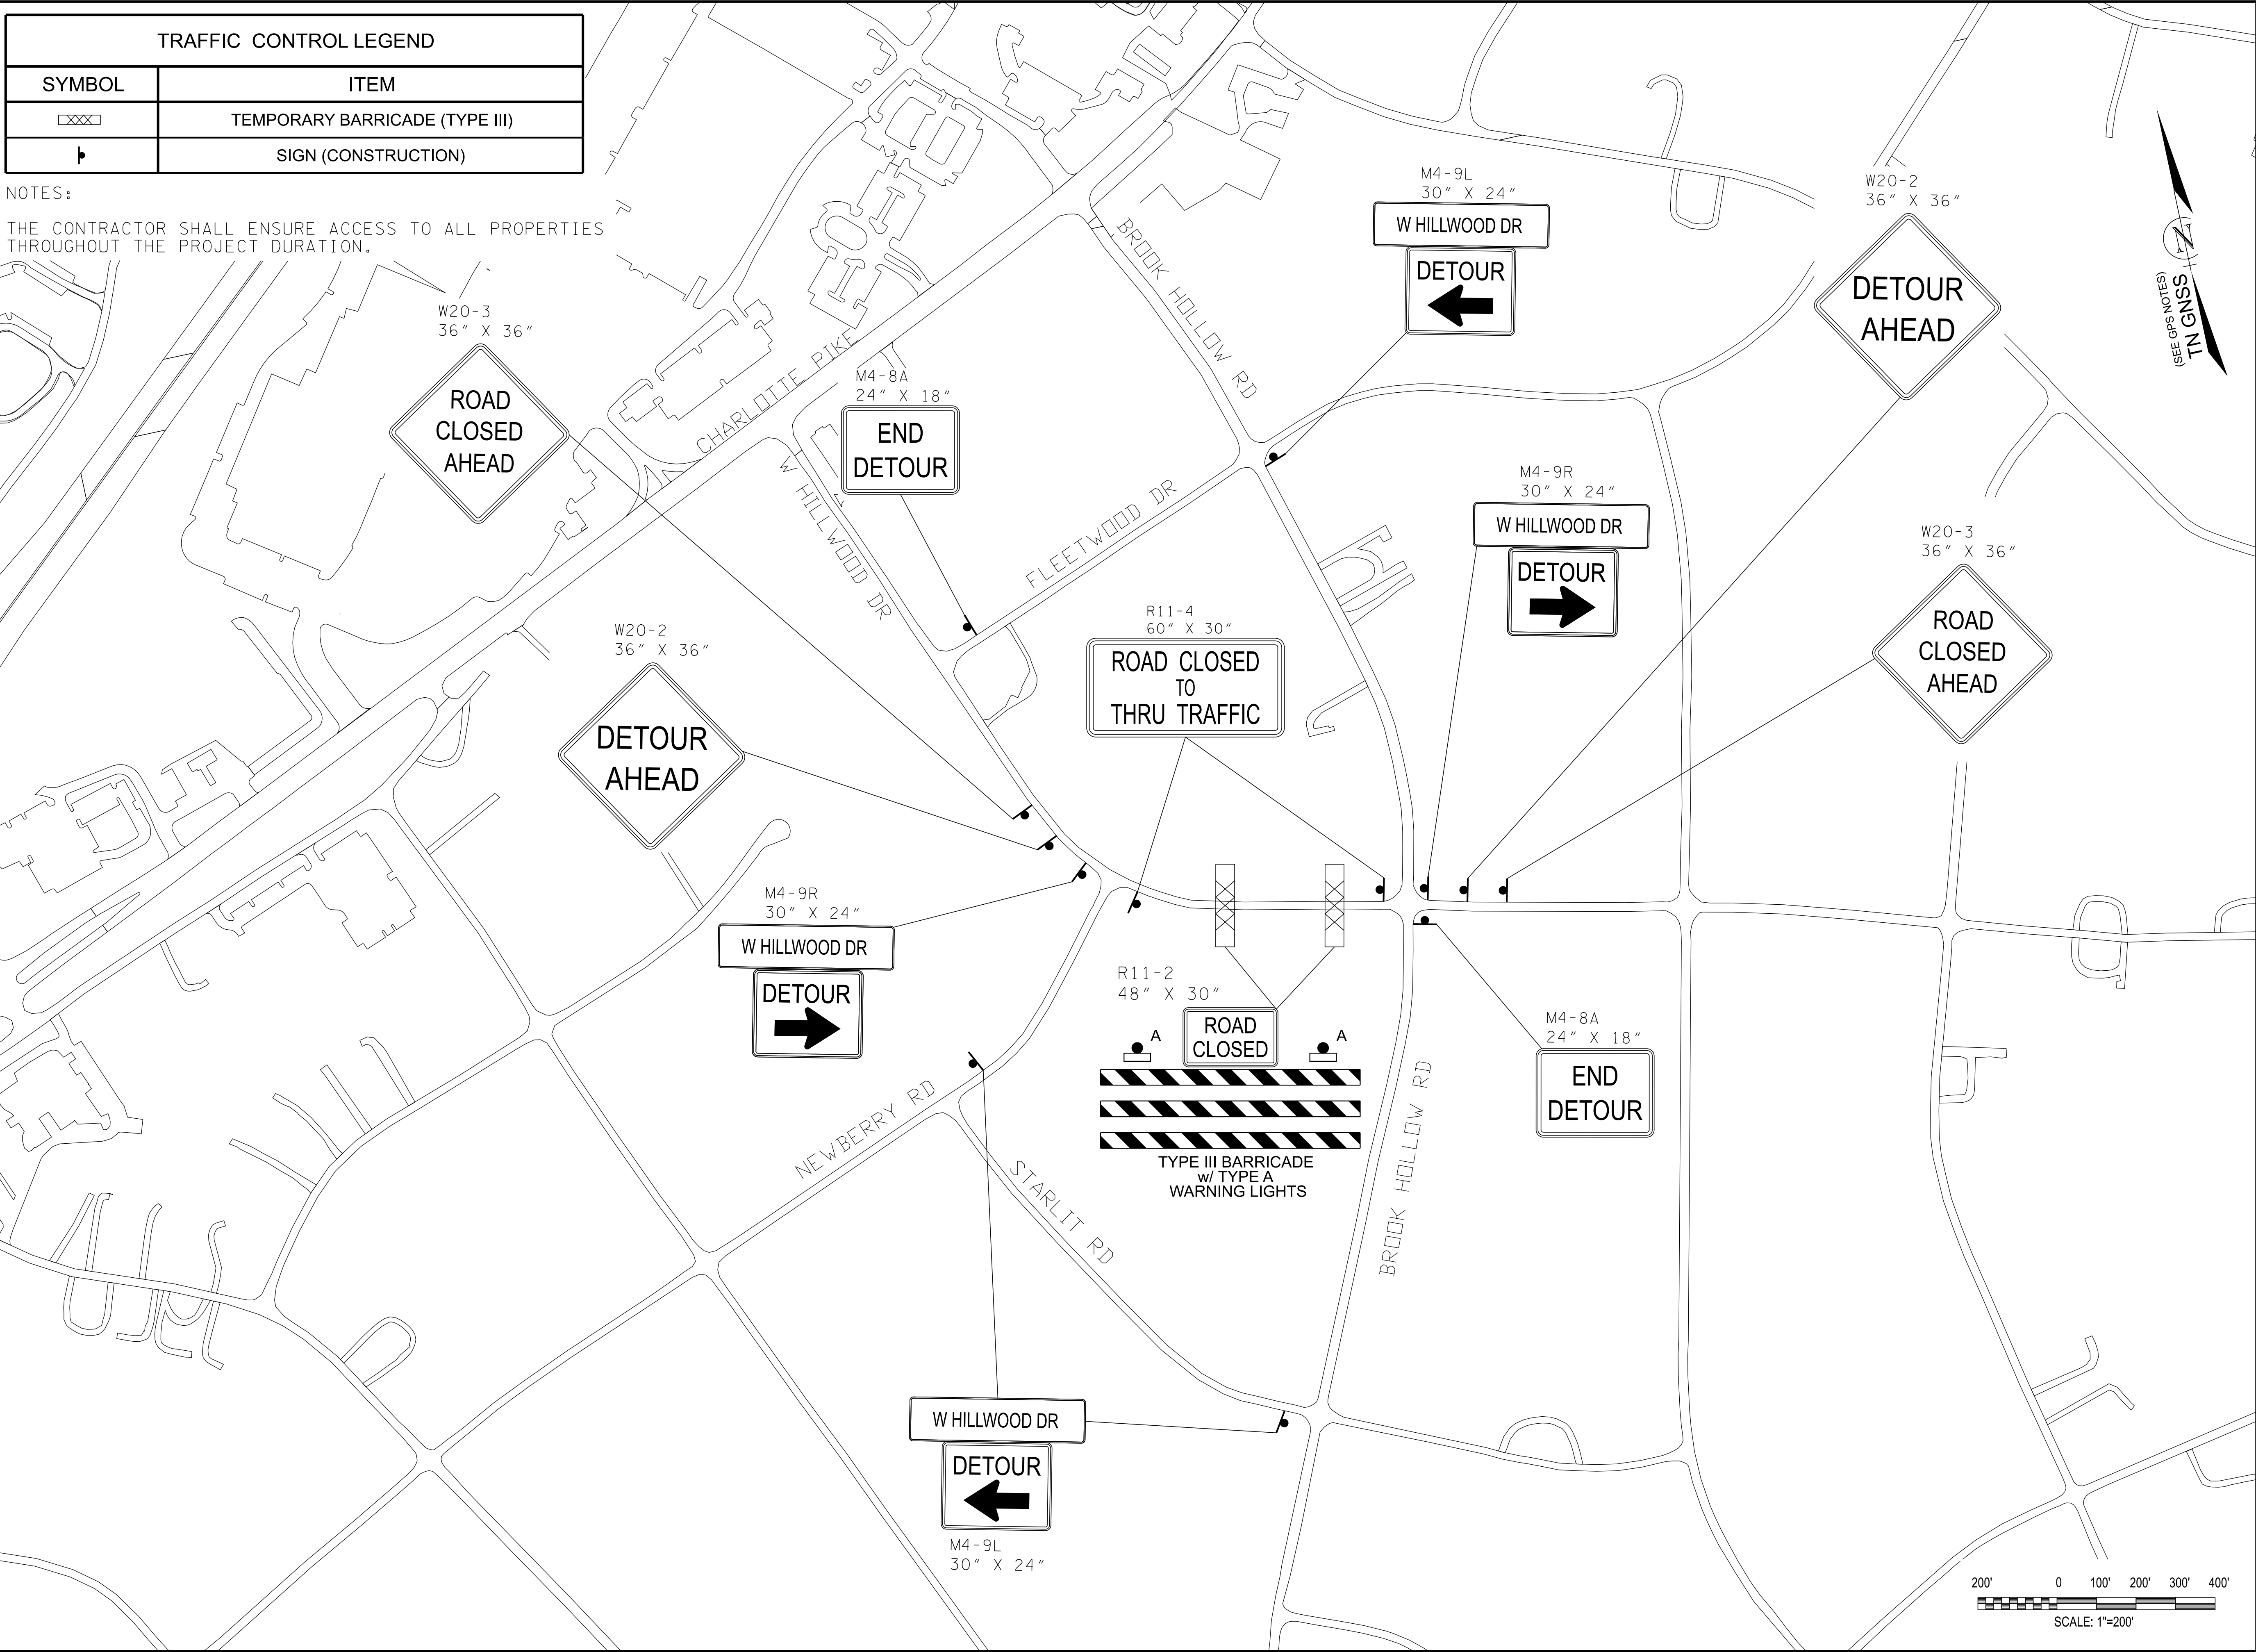 TRAFFIC CONTROL LEGEND
SYMBOL ITEM
TEMPORARY BARRICADE (TYPE III)
SIGN (CONSTRUCTION)
NOTES:
THE CONTRACTOR SHALL ENSURE ACCESS TO ALL PROPERTIES
THROUGHOUT THE PROJECT DURATION.
W20-3
36" X 36"
ROAD
CLOSED
AHEAD
CHARLOTTE PIKE
M4-8A
24" X 18"
END
DETOUR
W HILLWOOD DR
BROOK HOLLOW RD
FLEETWOOD DR
M4-9L
30" X 24"
W HILLWOOD DR
DETOUR
W20-2
36" X 36"
DETOUR
AHEAD
(SEE GPS NOTES)
TN GNSS
N
M4-9R
30" X 24"
W HILLWOOD DR
DETOUR
W20-3
36" X 36"
ROAD
CLOSED
AHEAD
W20-2
36" X 36"
DETOUR
AHEAD
R11-4
60" X 30"
ROAD CLOSED
TO
THRU TRAFFIC
M4-9R
30" X 24"
W HILLWOOD DR
DETOUR
R11-2
48" X 30"
ROAD
CLOSED
A
A
TYPE III BARRICADE
w/ TYPE A
WARNING LIGHTS
M4-8A
24" X 18"
END
DETOUR
NEWBERRY RD
STARLIT RD
BROOK HOLLOW RD
W HILLWOOD DR
DETOUR
M4-9L
30" X 24"
200' 0 100' 200' 300' 400'
SCALE: 1"=200'